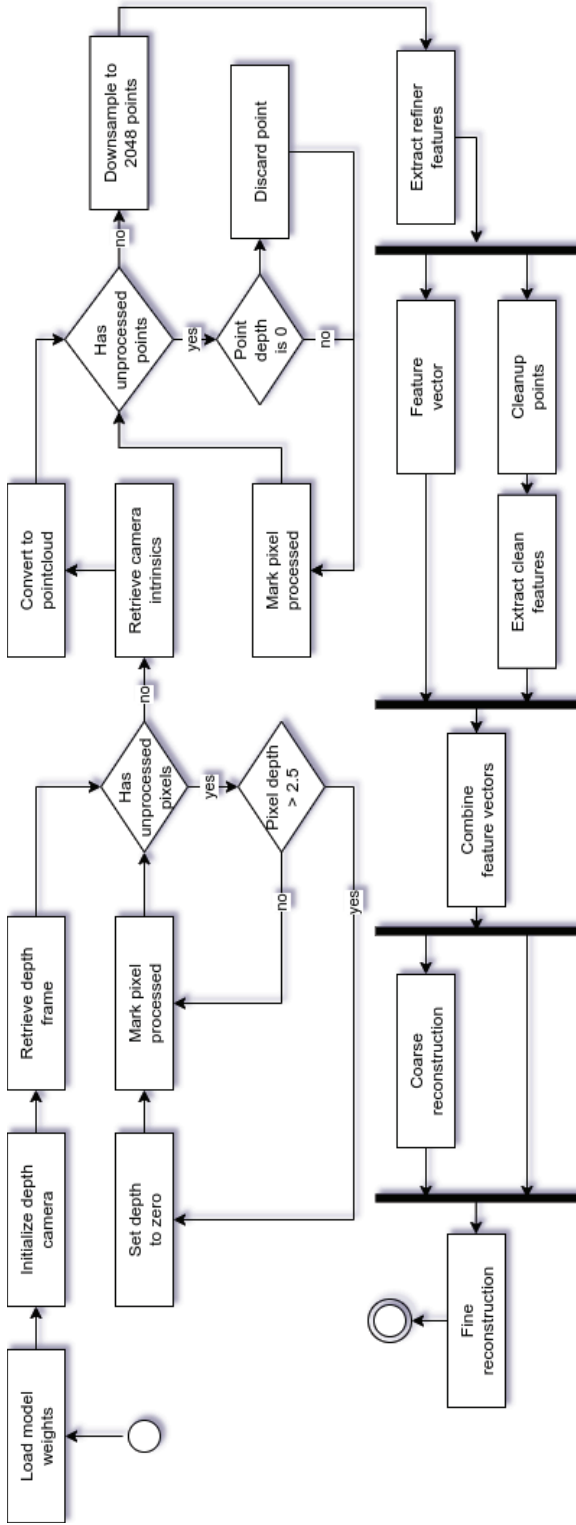 Load model
weights
Initialize depth
camera
Retrieve depth
frame
Set depth
to zero
Mark pixel
processed
Has
unprocessed
pixels
no
yes
Pixel depth
> 2.5
no
yes
Retrieve camera
intrinsics
Convert to
pointcloud
Mark pixel
processed
Has
unprocessed
points
no
yes
Point
depth
is 0
no
Discard point
Downsample to
2048 points
Extract refiner
features
Feature
vector
Cleanup
points
Extract clean
features
Combine
feature vectors
Coarse
reconstruction
Fine
reconstruction